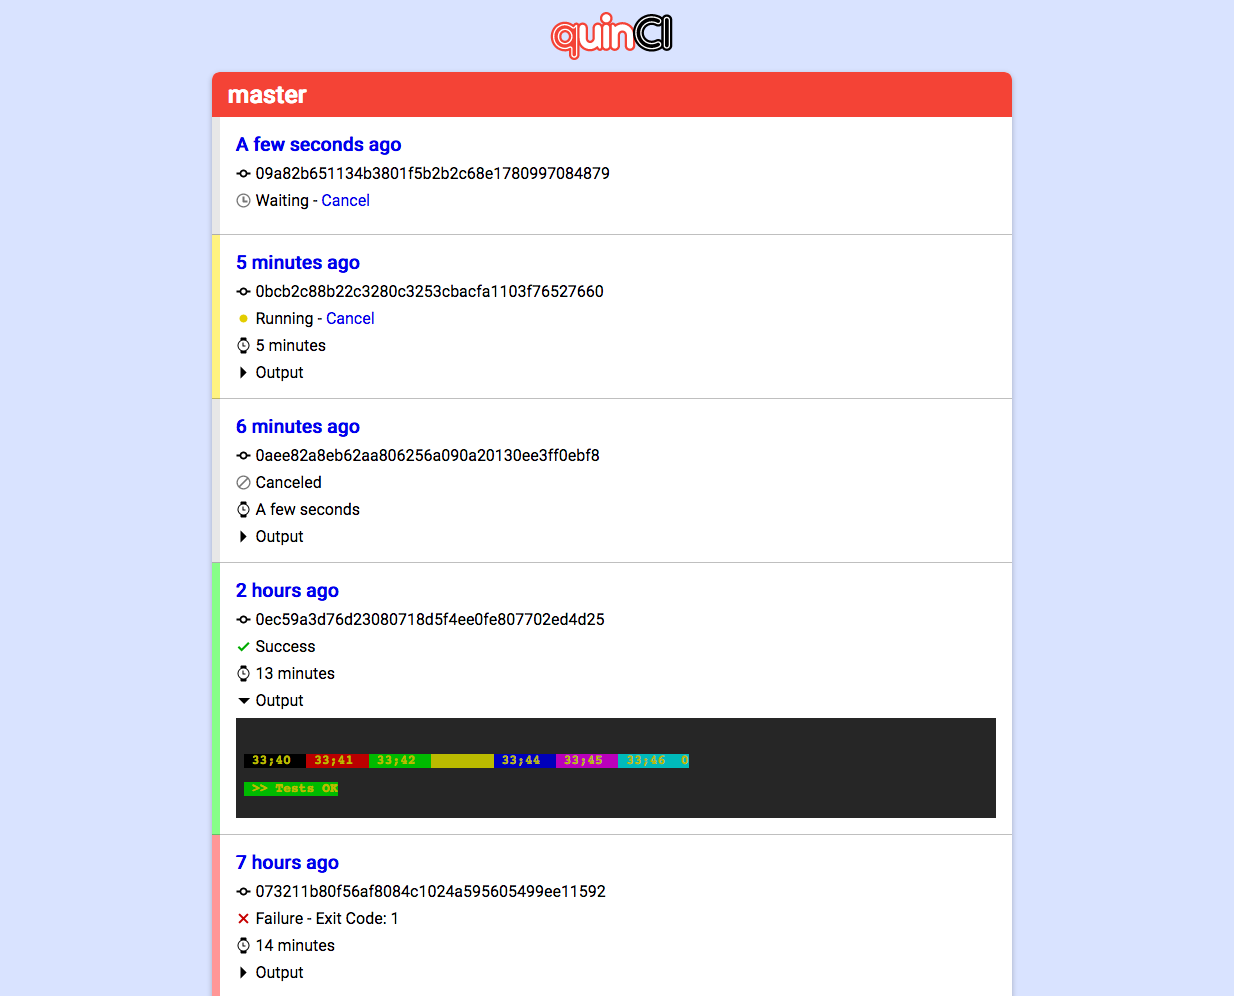 quinCI
master
A few seconds ago
09a82b651134b3801f5b2b2c68e1780997084879
Waiting - Cancel
5 minutes ago
0bcb2c88b22c3280c3253cbacfa1103f76527660
Running - Cancel
5 minutes
Output
6 minutes ago
0aee82a8eb62aa806256a090a20130ee3ff0ebf8
Canceled
A few seconds
Output
2 hours ago
0ec59a3d76d23080718d5f4ee0fe807702ed4d25
Success
13 minutes
Output
33;40 33;41 33;42 33;44 33;45 33;46 0
>> Tests OK
7 hours ago
073211b80f56af8084c1024a595605499ee11592
Failure - Exit Code: 1
14 minutes
Output